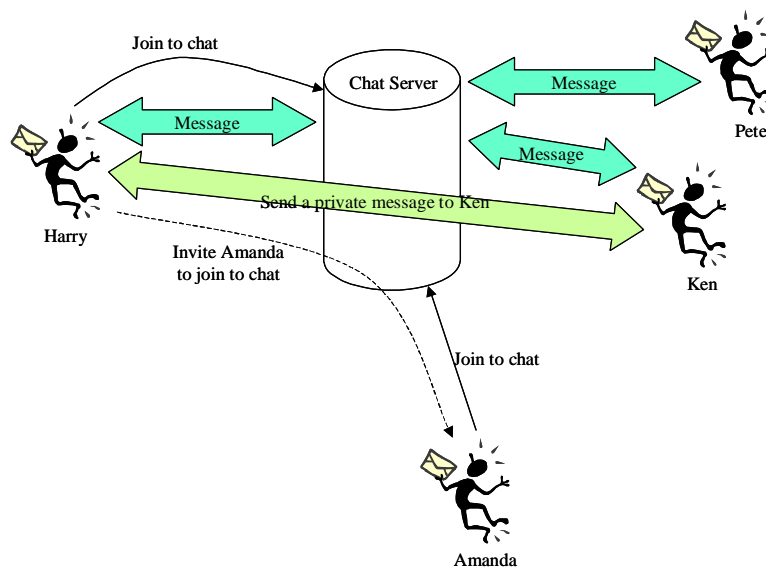 Join to chat
Chat Server
Message
Message
Pete
Message
Send a private message to Ken
Harry
Invite Amanda
to join to chat
Ken
Join to chat
Amanda